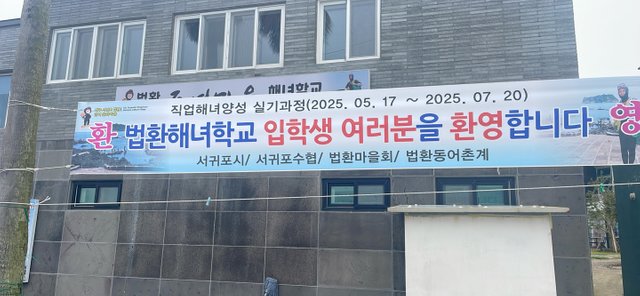 법환 해녀학교
직업해녀양성 실기과정(2025. 05. 17 ~ 2025. 07. 20)
환 법환해녀학교 입학생 여러분을 환영합니다 영
서귀포시/ 서귀포수협/ 법환마을회/ 법환동어촌계